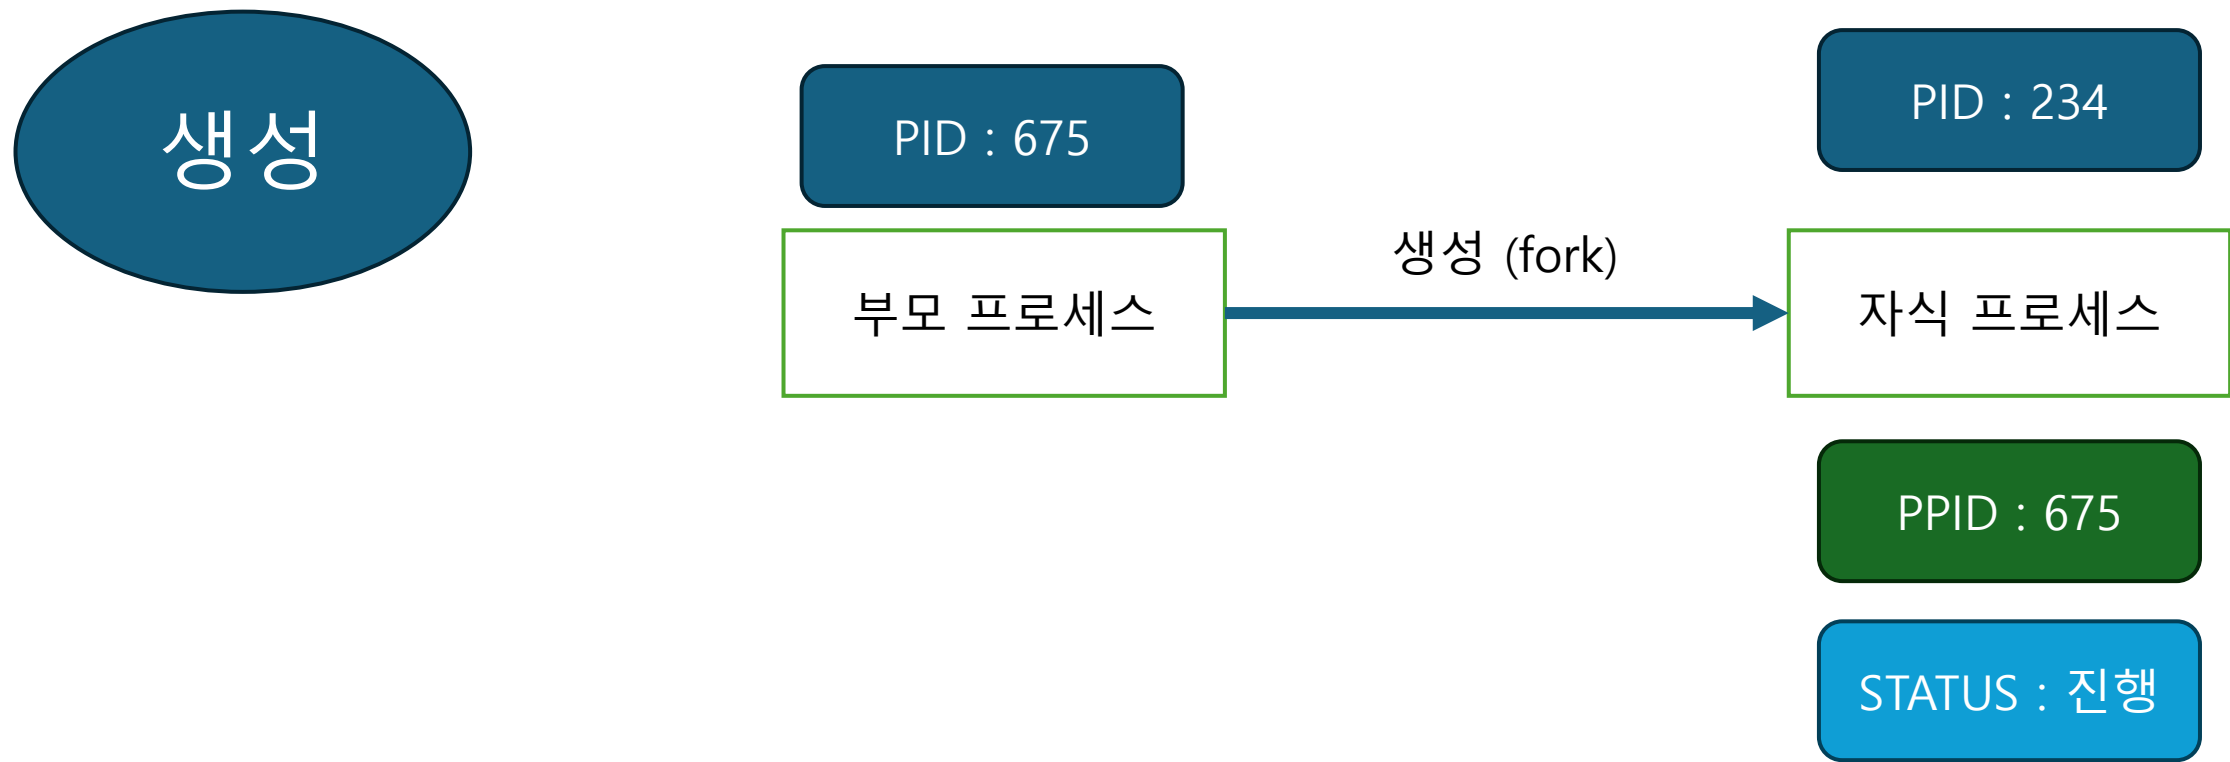 생성
PID : 675
부모 프로세스
생성 (fork)
PID : 234
자식 프로세스
PPID : 675
STATUS : 진행